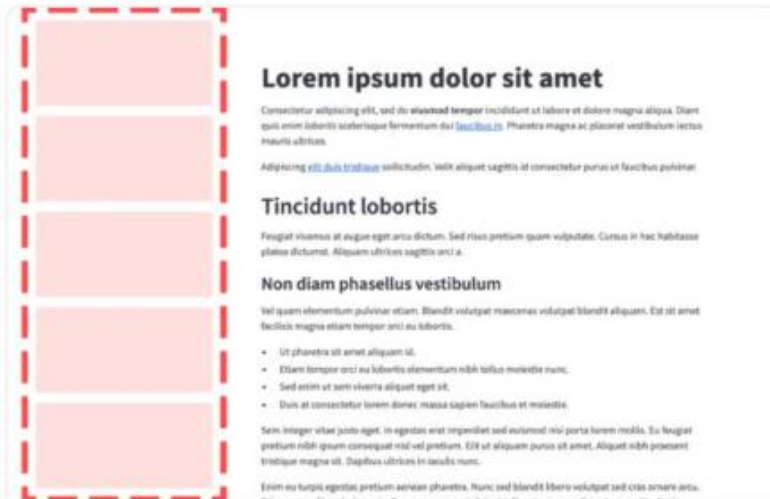 Lorem ipsum dolor sit amet
Consectetur adipiscing elit, sed do eiusmod tempor incididunt ut labore et dolore magna aliqua. Diam
quis enim lobortis scelerisque fermentum dui faucibus in. Pharetra magna ac placerat vestibulum lectus
mauris ultrices.
Adipiscing elit duis tristique sollicitudin. Velit aliquet sagittis id consectetur purus ut faucibus pulvinar.
Tincidunt lobortis
Feugiat vivamus at augue eget arcu dictum. Sed risus pretium quam vulputate. Cursus in hac habitasse
platea dictumst. Aliquam ultrices sagittis orci a.
Non diam phasellus vestibulum
Vel quam elementum pulvinar etiam. Blandit volutpat maecenas volutpat blandit aliquam. Est sit amet
facilisis magna etiam tempor orci eu lobortis.
• Ut pharetra sit amet aliquam id.
• Etiam tempor orci eu lobortis elementum nibh tellus molestie nunc.
• Sed enim ut sem viverra aliquet eget sit.
• Duis at consectetur lorem donec massa sapien faucibus et molestie.
Sem integer vitae justo eget. In egestas erat imperdiet sed euismod nisi porta lorem mollis. Eu feugiat
pretium nibh ipsum consequat nisl vel pretium. Elit ut aliquam purus sit amet. Aliquet nibh praesent
tristique magna sit. Dapibus ultrices in iaculis nunc.
Enim eu turpis egestas pretium aenean pharetra. Nunc sed blandit libero volutpat sed cras ornare arcu.